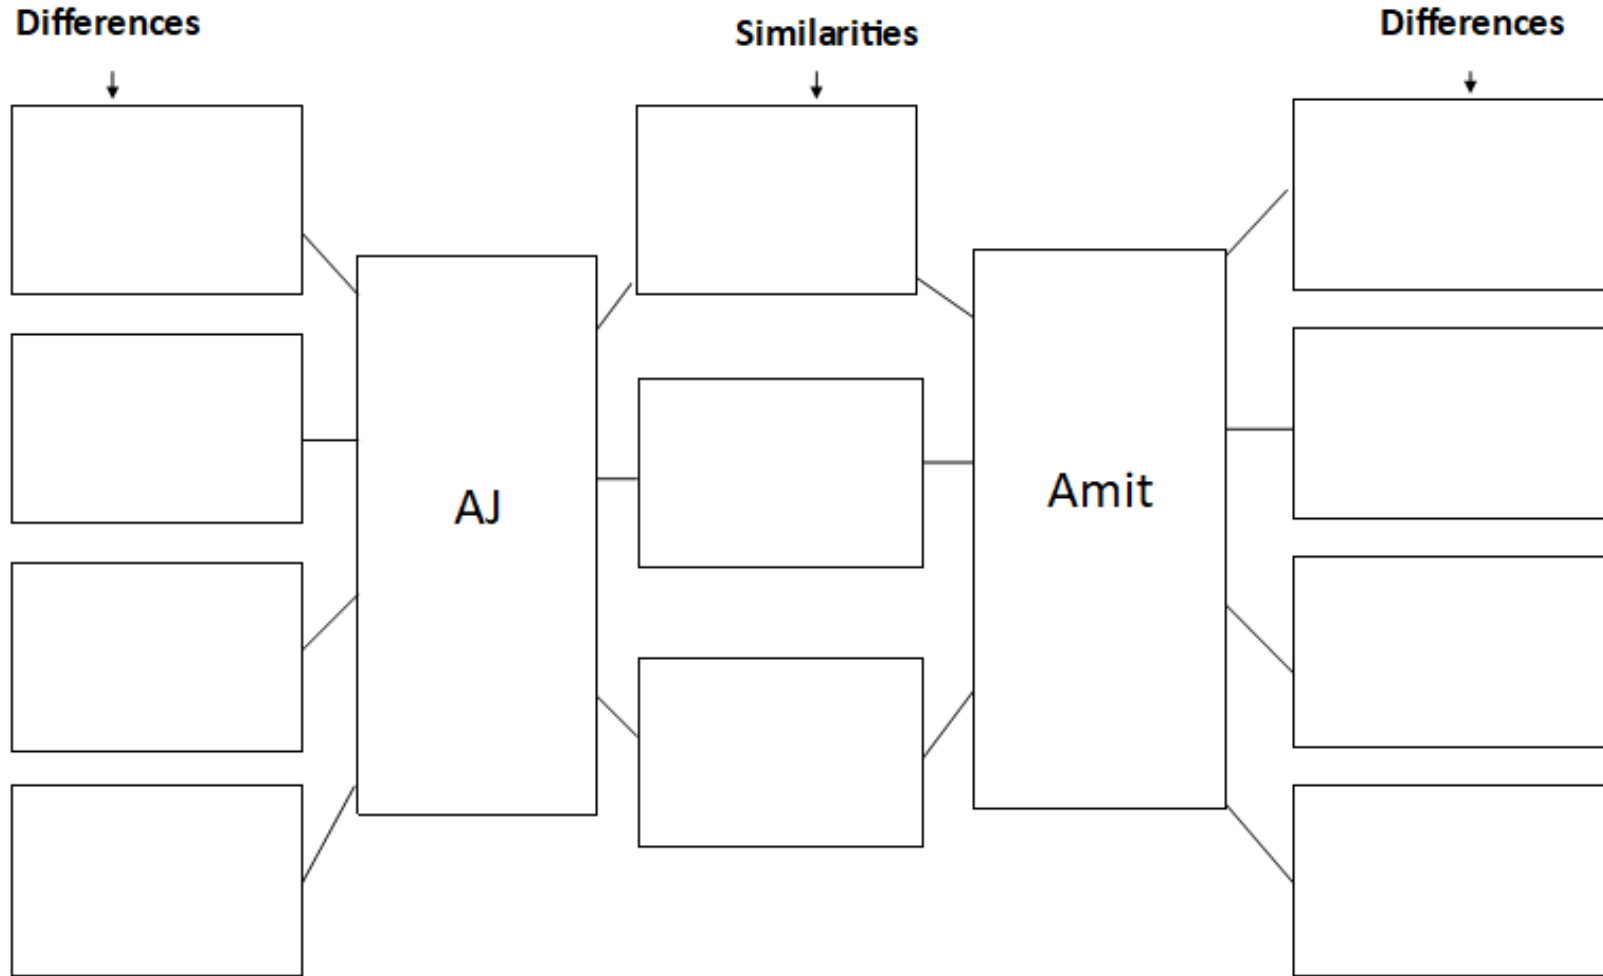 Differences
Similarities
Differences
AJ
Amit